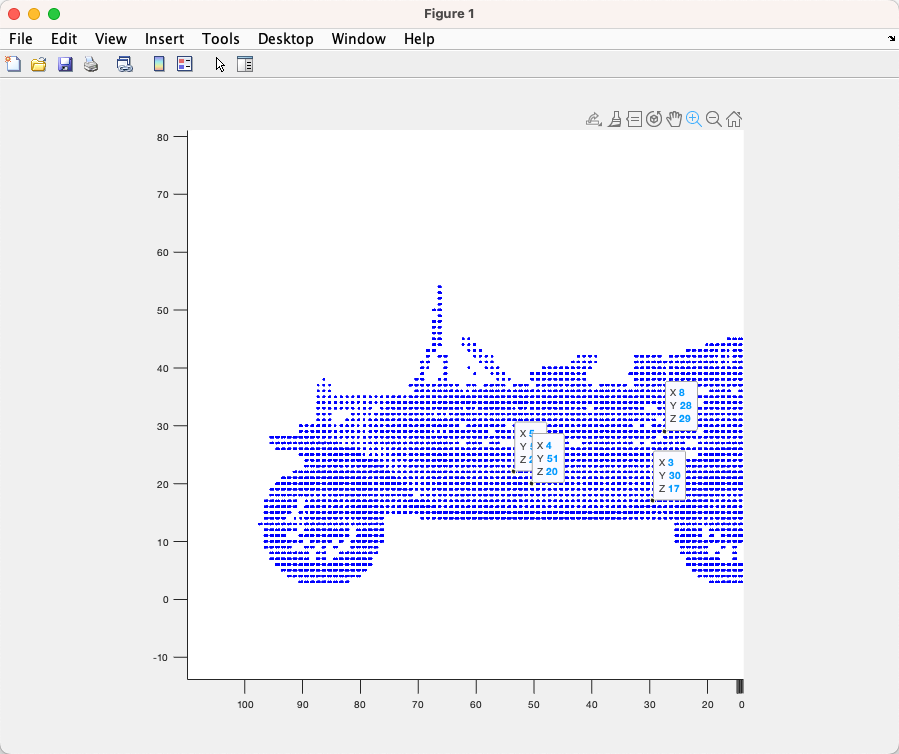 Figure 1
File Edit View Insert Tools Desktop Window Help
80
70
60
50
40
30
20
10
0
-10
X 8
Y 28
Z 29
X 4
Y 51
Z 20
X 3
Y 30
Z 17
X
Y
Z
100 90 80 70 60 50 40 30 20 0